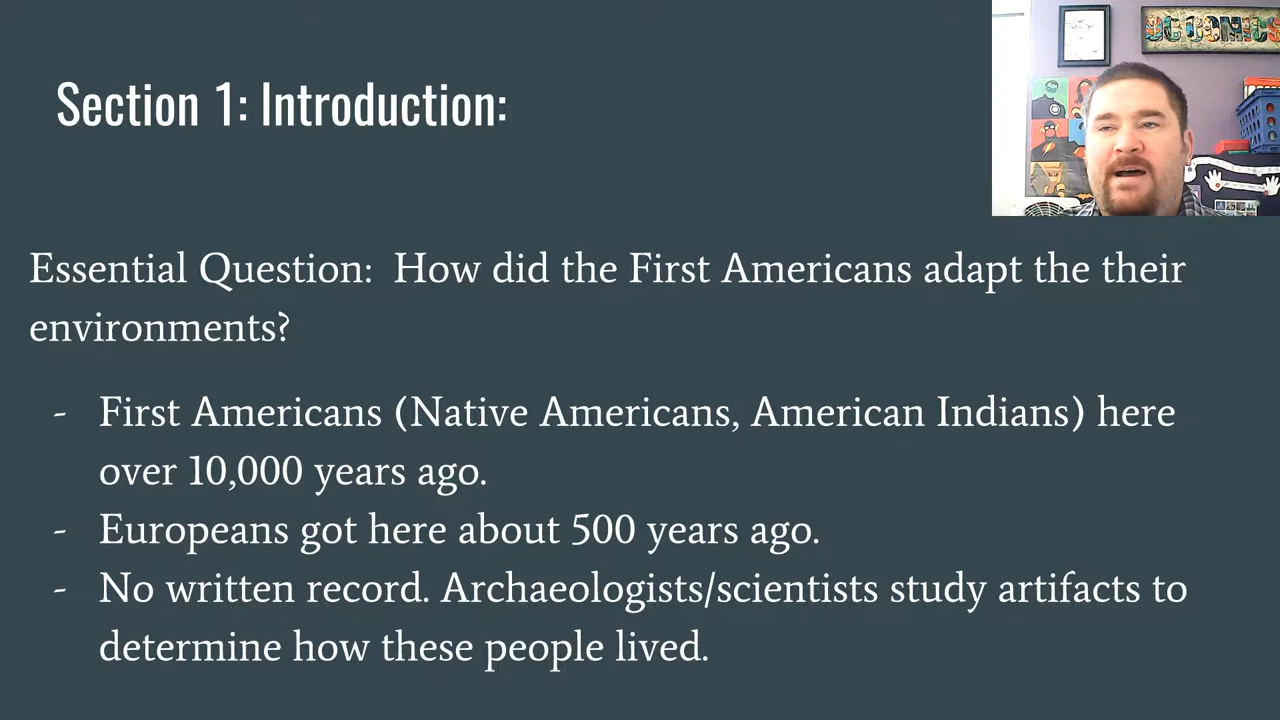 DC COMICS
Section 1: Introduction:
Essential Question:  How did the First Americans adapt the their
environments?
- First Americans (Native Americans, American Indians) here
over 10,000 years ago.
- Europeans got here about 500 years ago.
- No written record. Archaeologists/scientists study artifacts to
determine how these people lived.